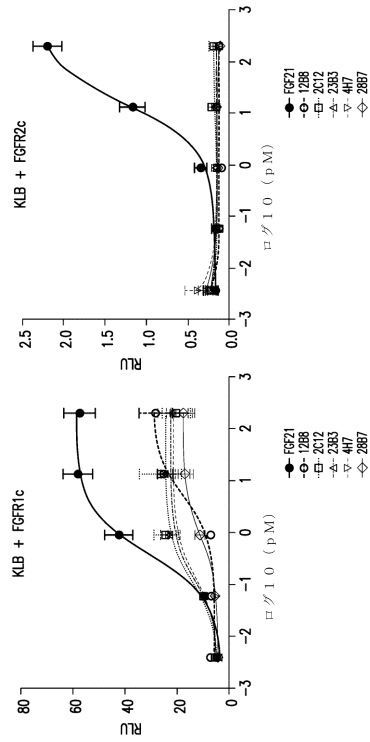 KLB + FGFR1c
RLU
80
60
40
20
0
-3 -2 -1 0 1 2 3
ログ10 (pM)
FGF21
12B8
2C12
23B3
4H7
28B7
KLB + FGFR2c
RLU
2.5
2.0
1.5
1.0
0.5
0.0
-3 -2 -1 0 1 2 3
ログ10 (pM)
FGF21
12B8
2C12
23B3
4H7
28B7